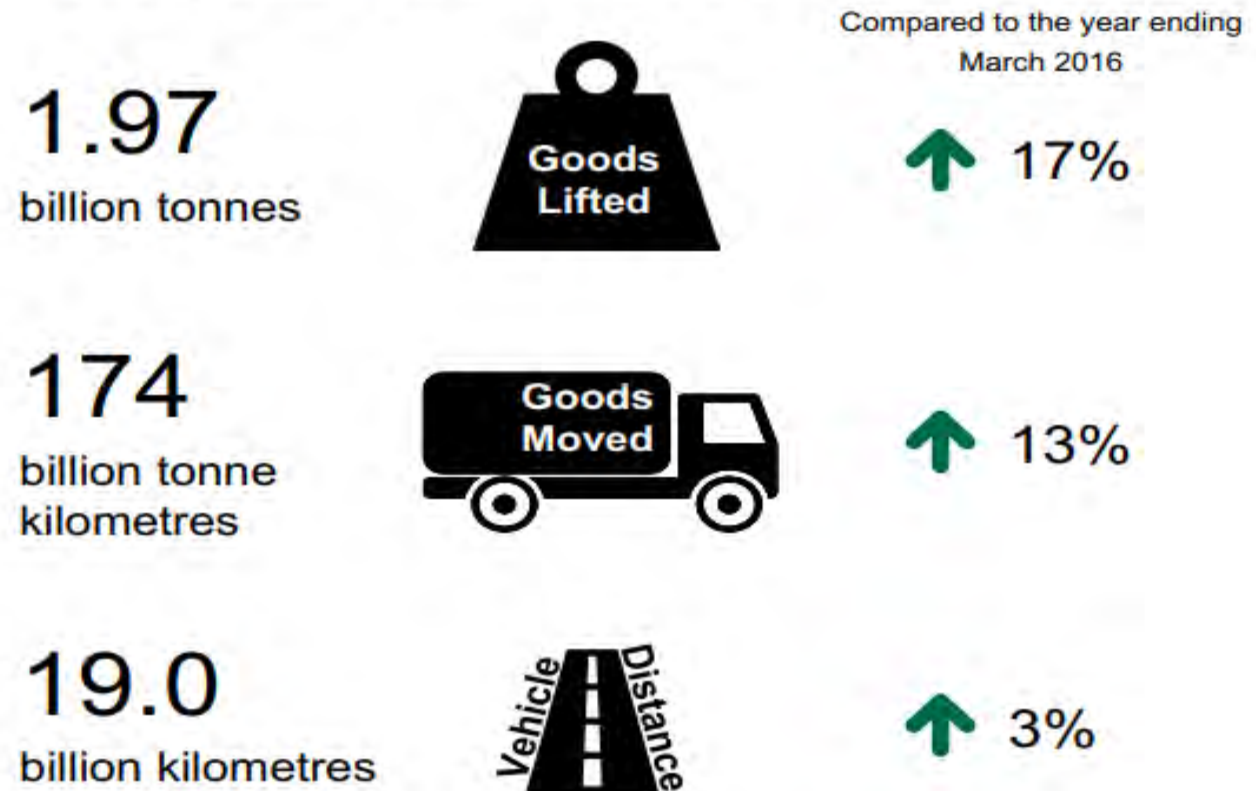 Compared to the year ending
March 2016
1.97
billion tonnes
Goods
Lifted
17%
174
billion tonne
kilometres
Goods
Moved
13%
19.0
billion kilometres
Vehicle
Distance
3%